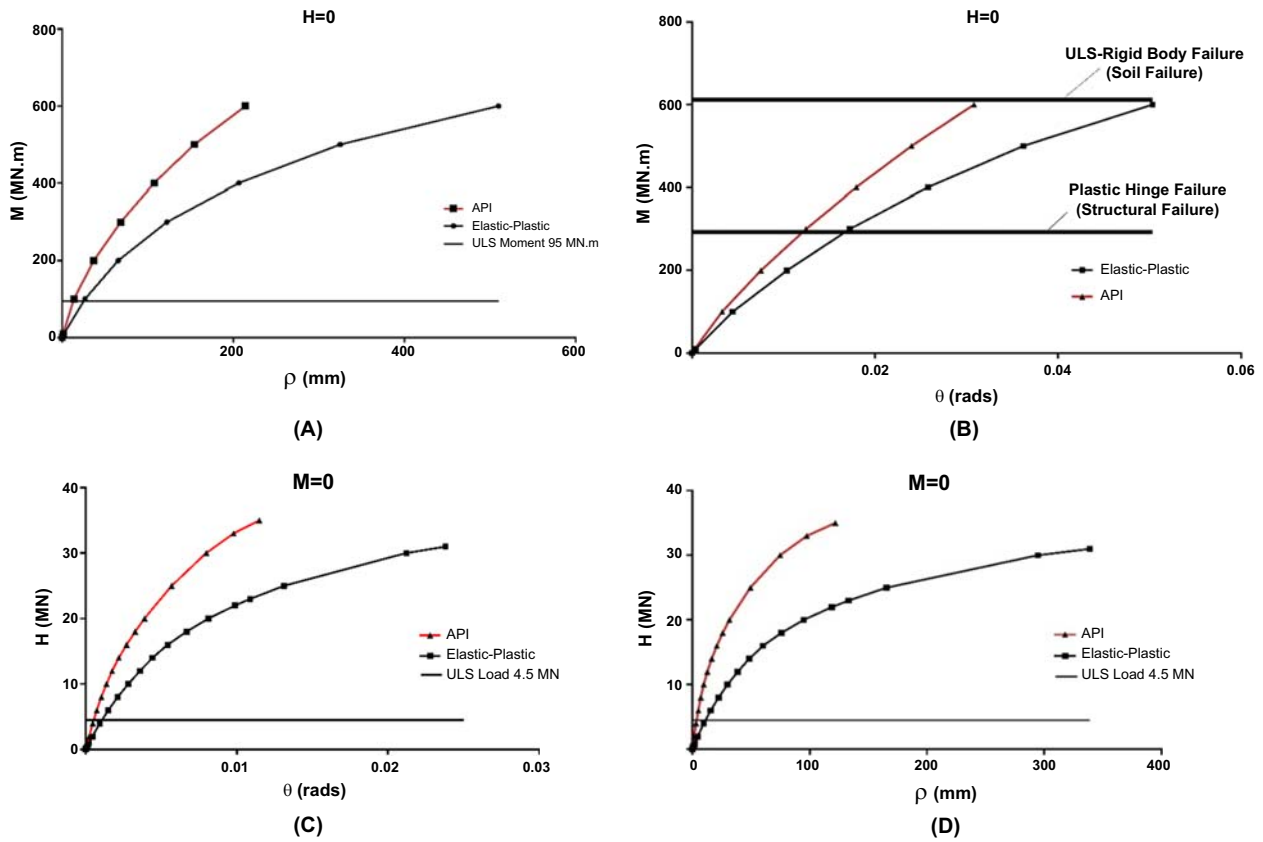 H=0
800
600
400
200
0
M (MN.m)
200
400
600
ρ (mm)
API
Elastic-Plastic
ULS Moment 95 MN.m
(A)
H=0
800
600
400
200
0
M (MN.m)
0.02
0.04
0.06
θ (rads)
ULS-Rigid Body Failure
(Soil Failure)
Plastic Hinge Failure
(Structural Failure)
Elastic-Plastic
API
(B)
M=0
40
30
20
10
0
H (MN)
0.01
0.02
0.03
θ (rads)
API
Elastic-Plastic
ULS Load 4.5 MN
(C)
M=0
40
30
20
10
H (MN)
0
100
200
300
400
ρ (mm)
API
Elastic-Plastic
ULS Load 4.5 MN
(D)